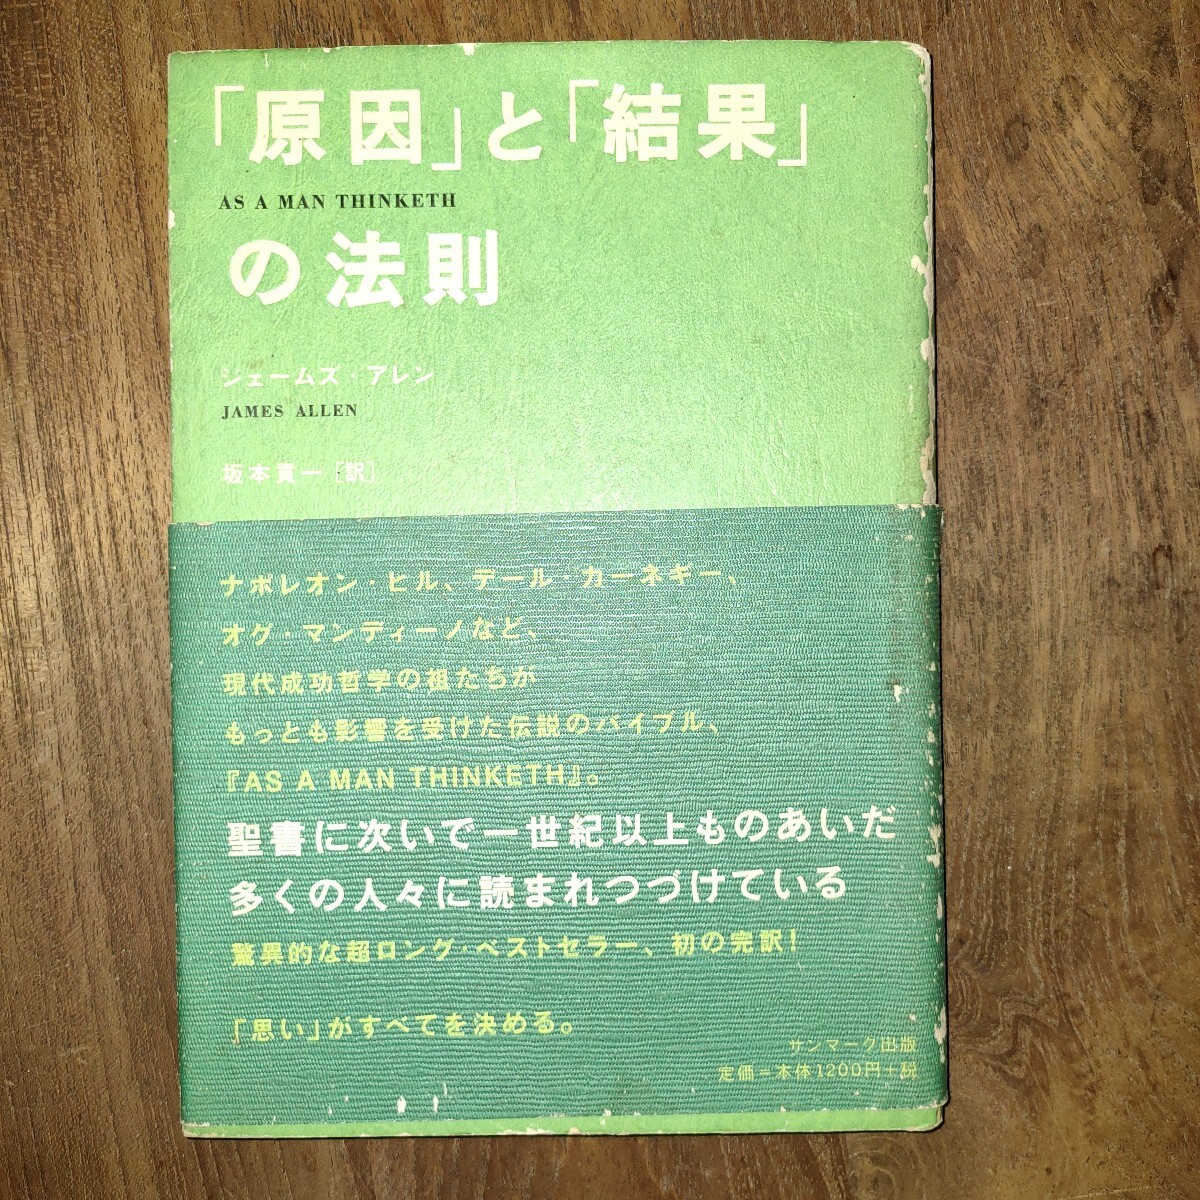 「原因」と「結果」
AS A MAN THINKETH
の法則
ジェームズ・アレン
JAMES ALLEN
坂本貢一[訳]
ナポレオン・ヒル、デール・カーネギー、
オグ・マンディーノなど、
現代成功哲学の祖たちが
もっとも影響を受けた伝説のバイブル、
『AS A MAN THINKETH』。
聖書に次いで一世紀以上ものあいだ
多くの人々に読まれつづけている
驚異的な超ロング・ベストセラー、初の完訳!
「思い」がすべてを決める。
サンマーク出版
定価=本体1200円+税